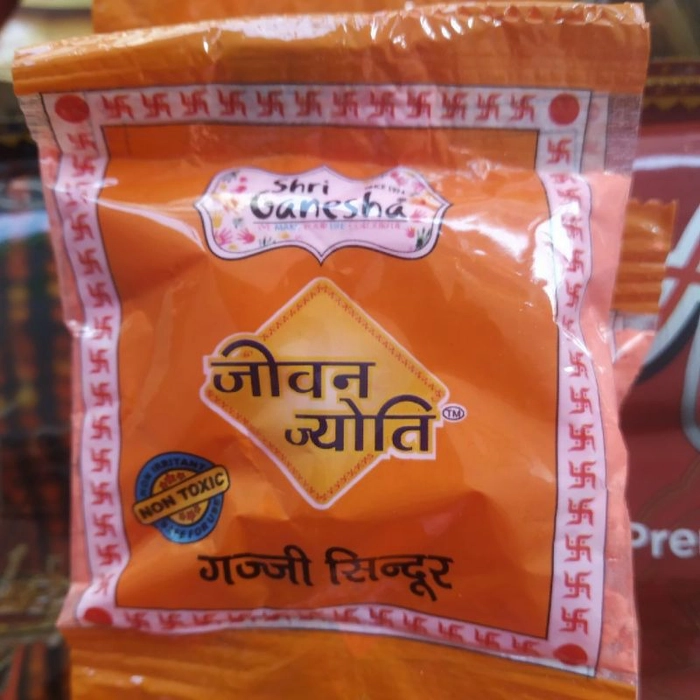 Shri
Ganesha
जीवन
ज्योति
TM
NON TOXIC
गज्जी सिन्दूर
Pre